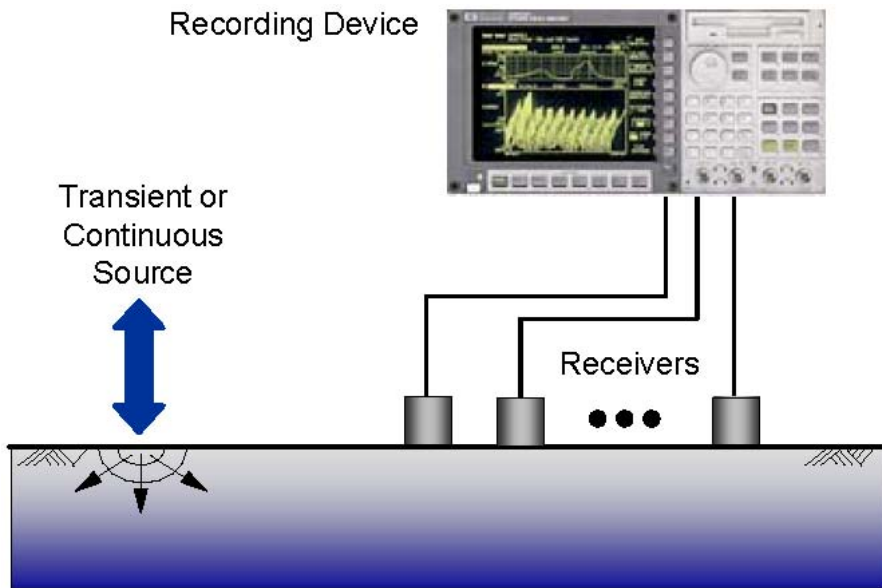 Recording Device
Transient or
Continuous
Source
Receivers